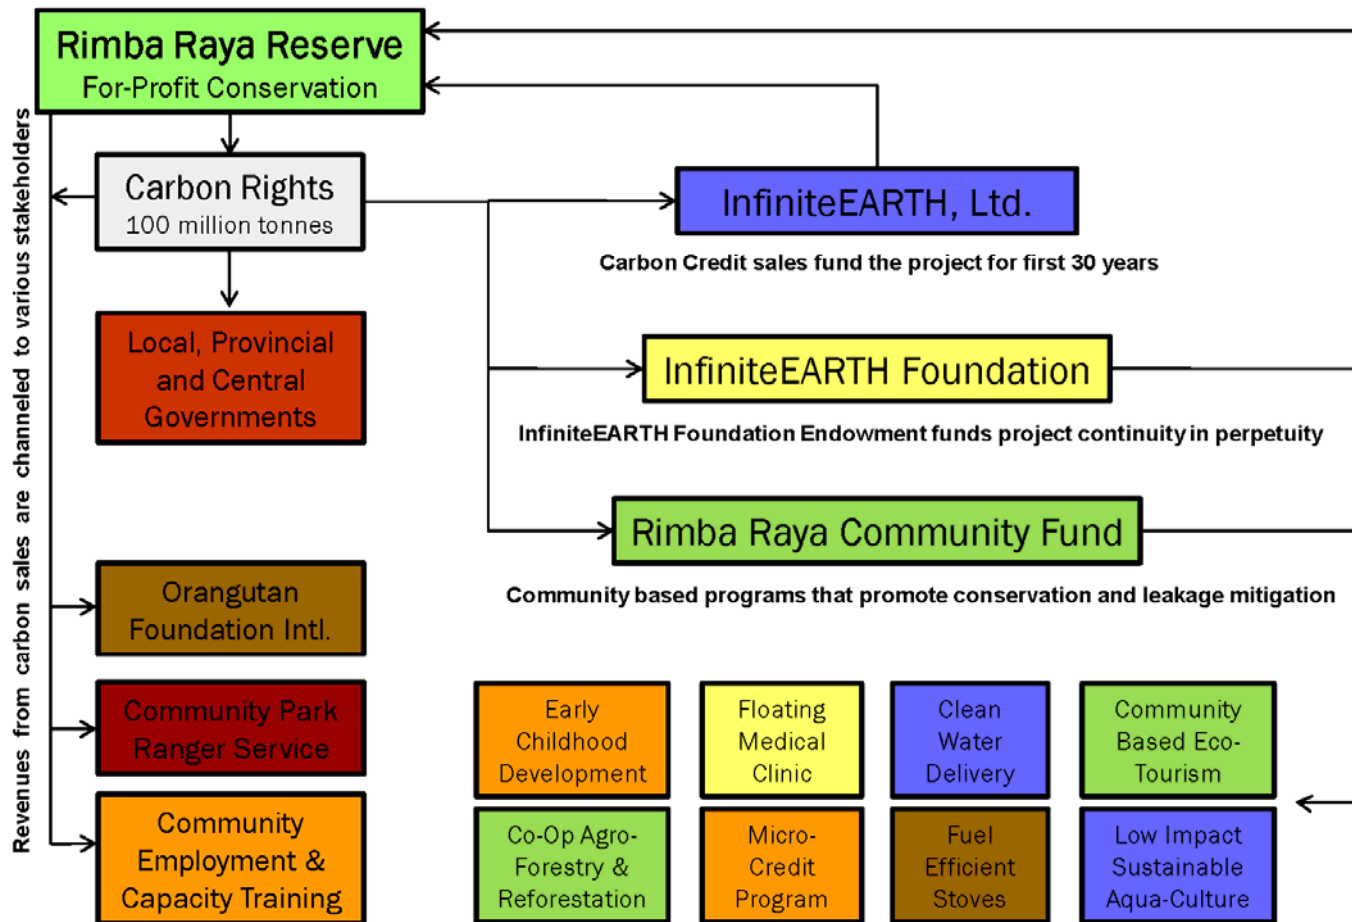 Rimba Raya Reserve
For-Profit Conservation
Revenues from carbon sales are channeled to various stakeholders
Carbon Rights
100 million tonnes
InfiniteEARTH, Ltd.
Carbon Credit sales fund the project for first 30 years
Local, Provincial
and Central
Governments
InfiniteEARTH Foundation
InfiniteEARTH Foundation Endowment funds project continuity in perpetuity
Rimba Raya Community Fund
Community based programs that promote conservation and leakage mitigation
Orangutan
Foundation Intl.
Community Park
Ranger Service
Community
Employment &
Capacity Training
Early
Childhood
Development
Floating
Medical
Clinic
Clean
Water
Delivery
Community
Based Eco-
Tourism
Co-Op Agro-
Forestry &
Reforestation
Micro-
Credit
Program
Fuel
Efficient
Stoves
Low Impact
Sustainable
Aqua-Culture